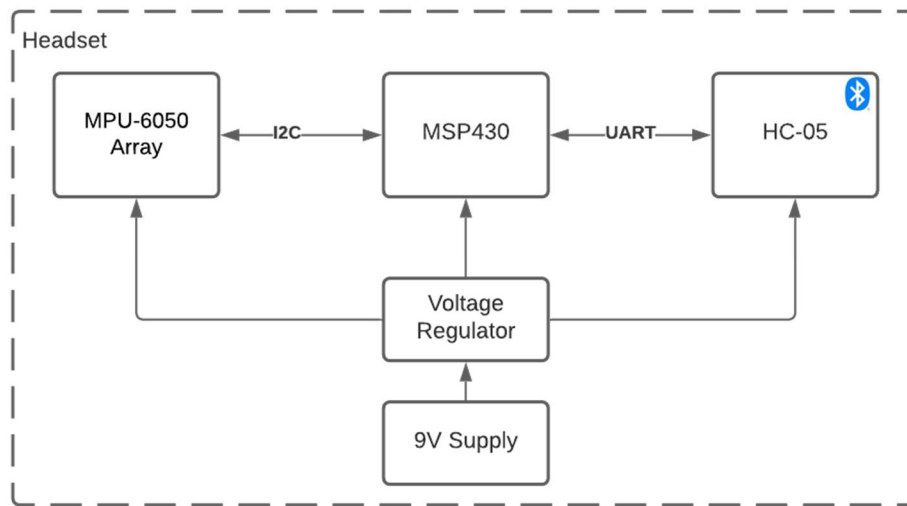 Headset
MPU-6050
Array
I2C
MSP430
UART
HC-05
Voltage
Regulator
9V Supply